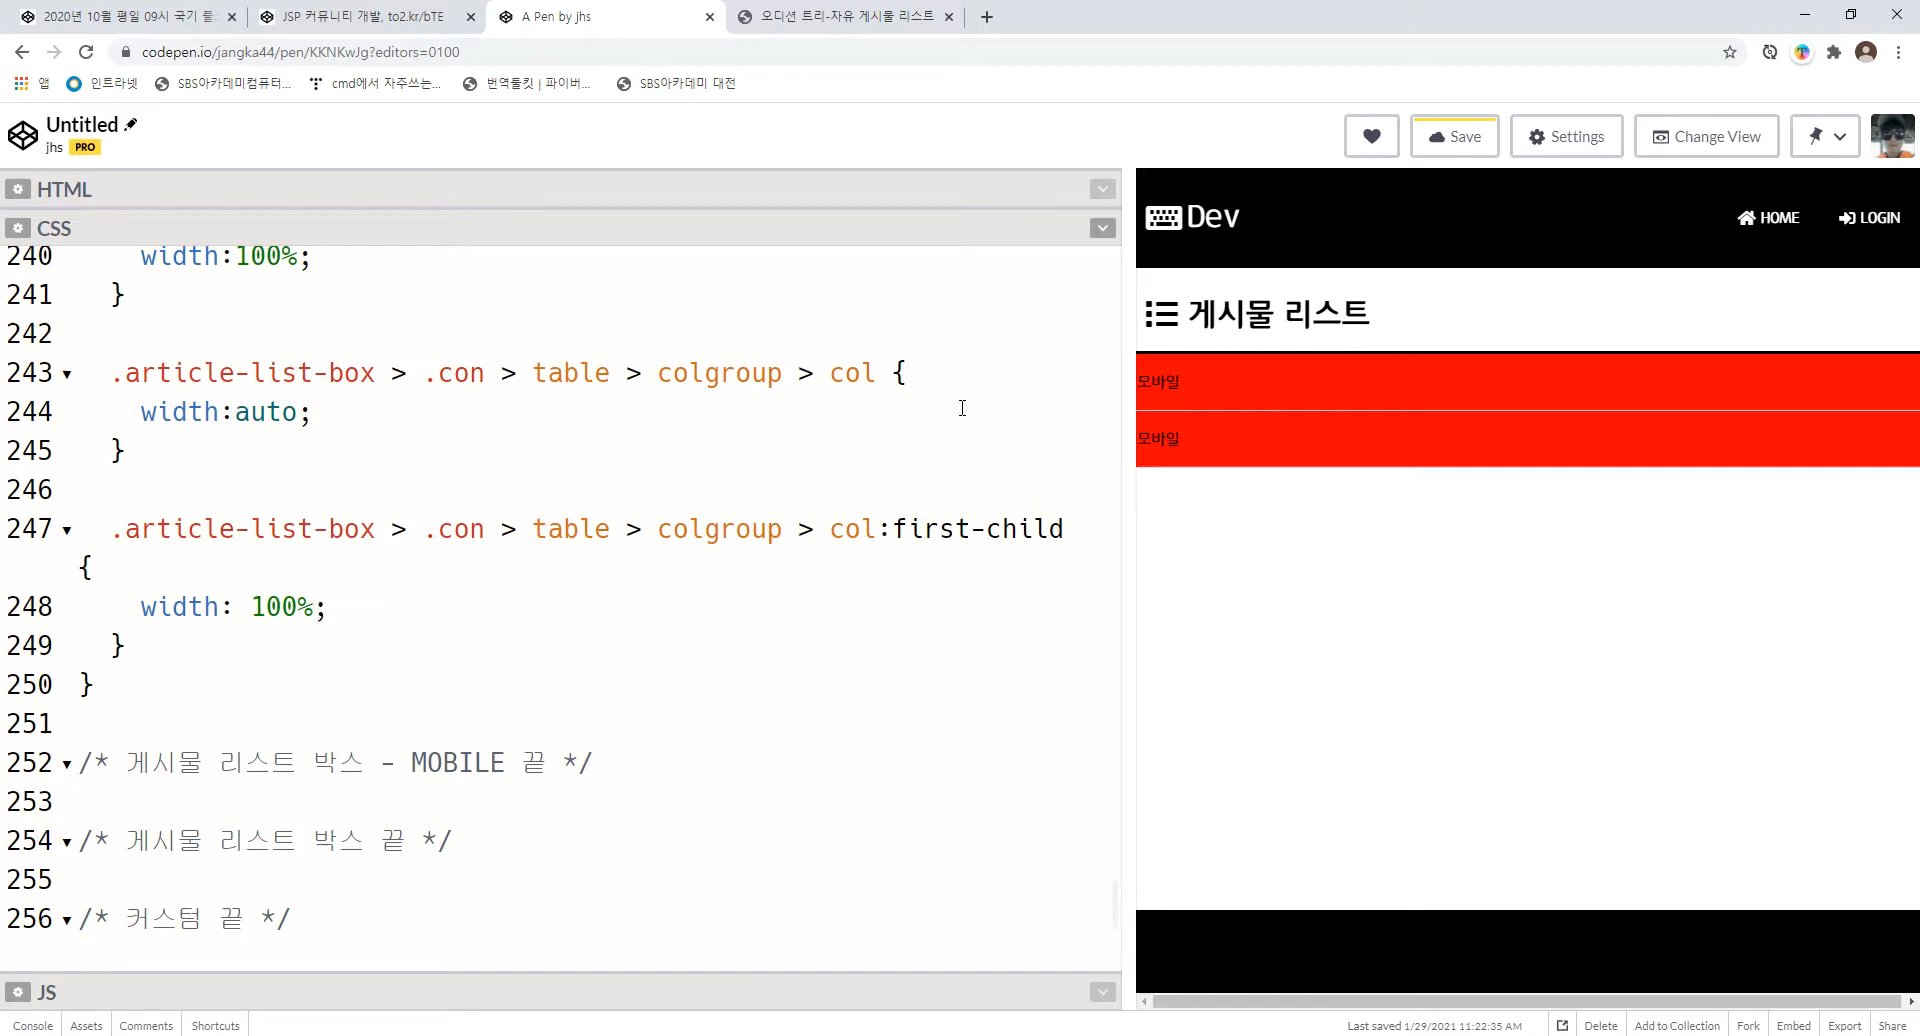 2020년 10월 평일 09시 국기 훈
JSP 커뮤니티 개발, to2.kr/bTE
A Pen by jhs
오디션 트리-자유 게시물 리스트
codepen.io/jangka44/pen/KKNKwJg?editors=0100
앱
인트라넷
SBS아카데미컴퓨터...
cmd에서 자주쓰는...
번역툴킷 | 파이버...
SBS아카데미 대전
Untitled
jhs PRO
Save
Settings
Change View
HTML
CSS
240 width:100%;
241 }
242
243 .article-list-box > .con > table > colgroup > col {
244 width:auto;
245 }
246
247 .article-list-box > .con > table > colgroup > col:first-child
{
248 width: 100%;
249 }
250 }
251
252 /* 게시물 리스트 박스 - MOBILE 끝 */
253
254 /* 게시물 리스트 박스 끝 */
255
256 /* 커스텀 끝 */
JS
Dev
HOME
LOGIN
게시물 리스트
모바일
모바일
Console
Assets
Comments
Shortcuts
Last saved 1/29/2021 11:22:35 AM
Delete
Add to Collection
Fork
Embed
Export
Share